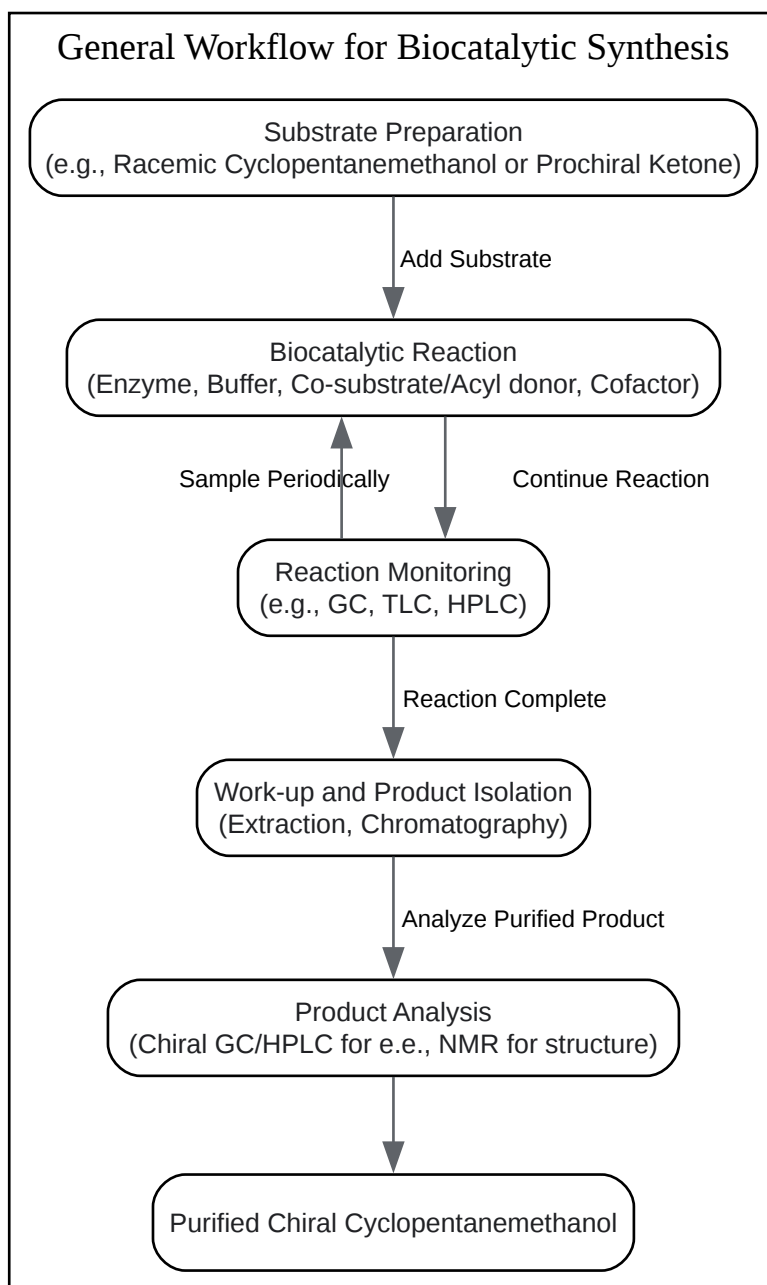 General Workflow for Biocatalytic Synthesis
Substrate Preparation
(e.g., Racemic Cyclopentanemethanol or Prochiral Ketone)
Add Substrate
Biocatalytic Reaction
(Enzyme, Buffer, Co-substrate/Acyl donor, Cofactor)
Sample Periodically
Continue Reaction
Reaction Monitoring
(e.g., GC, TLC, HPLC)
Reaction Complete
Work-up and Product Isolation
(Extraction, Chromatography)
Analyze Purified Product
Product Analysis
(Chiral GC/HPLC for e.e., NMR for structure)
Purified Chiral Cyclopentanemethanol